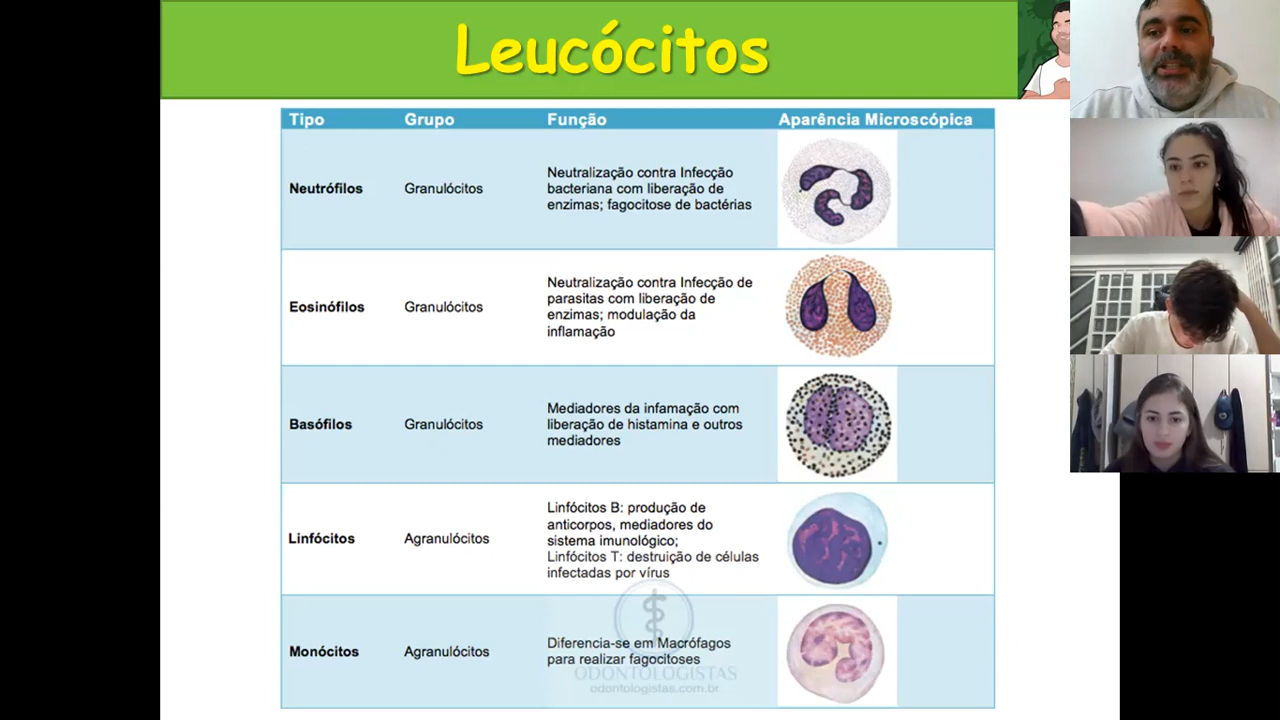 Leucócitos
Tipo Grupo Função Aparência Microscópica
Neutrófilos Granulócitos
Neutralização contra Infecção
bacteriana com liberação de
enzimas; fagocitose de bactérias
Eosinófilos Granulócitos
Neutralização contra Infecção de
parasitas com liberação de
enzimas; modulação da
inflamação
Basófilos Granulócitos
Mediadores da infamação com
liberação de histamina e outros
mediadores
Linfócitos Agranulócitos
Linfócitos B: produção de
anticorpos, mediadores do
sistema imunológico;
Linfócitos T: destruição de células
infectadas por vírus
Monócitos Agranulócitos
Diferencia-se em Macrófagos
para realizar fagocitoses
ODONTOLOGISTAS
odontologistas.com.br